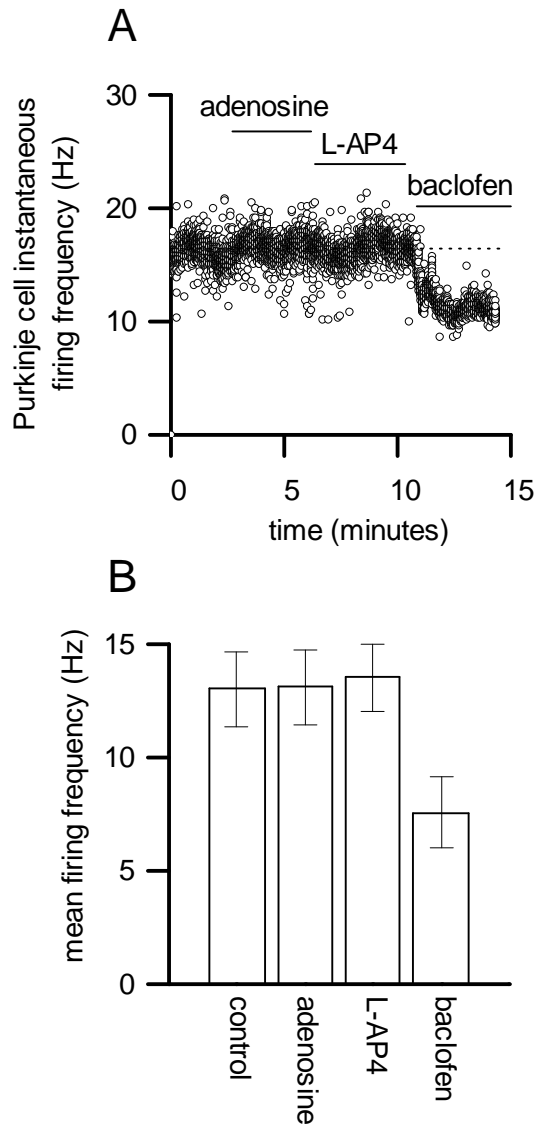 A
Purkinje cell instantaneous
firing frequency (Hz)
30
20
10
0
adenosine
L-AP4
baclofen
0 5 10 15
time (minutes)
B
mean firing frequency (Hz)
15
10
5
0
control
adenosine
L-AP4
baclofen